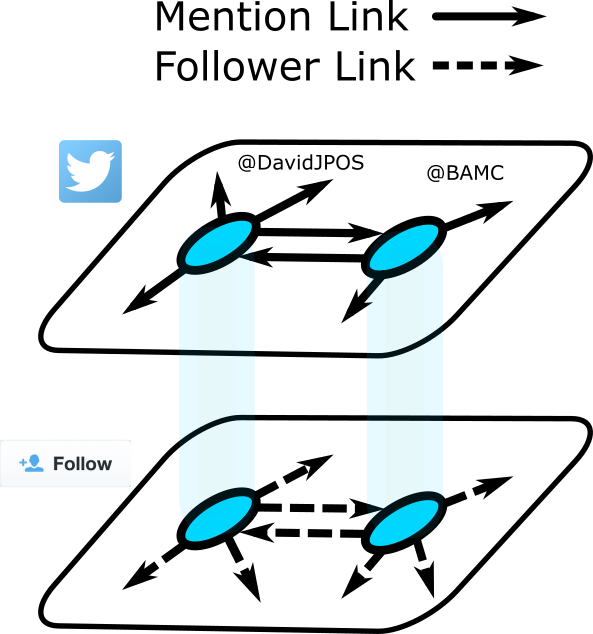 Mention Link
Follower Link
@DavidJPOS
@BAMC
Follow